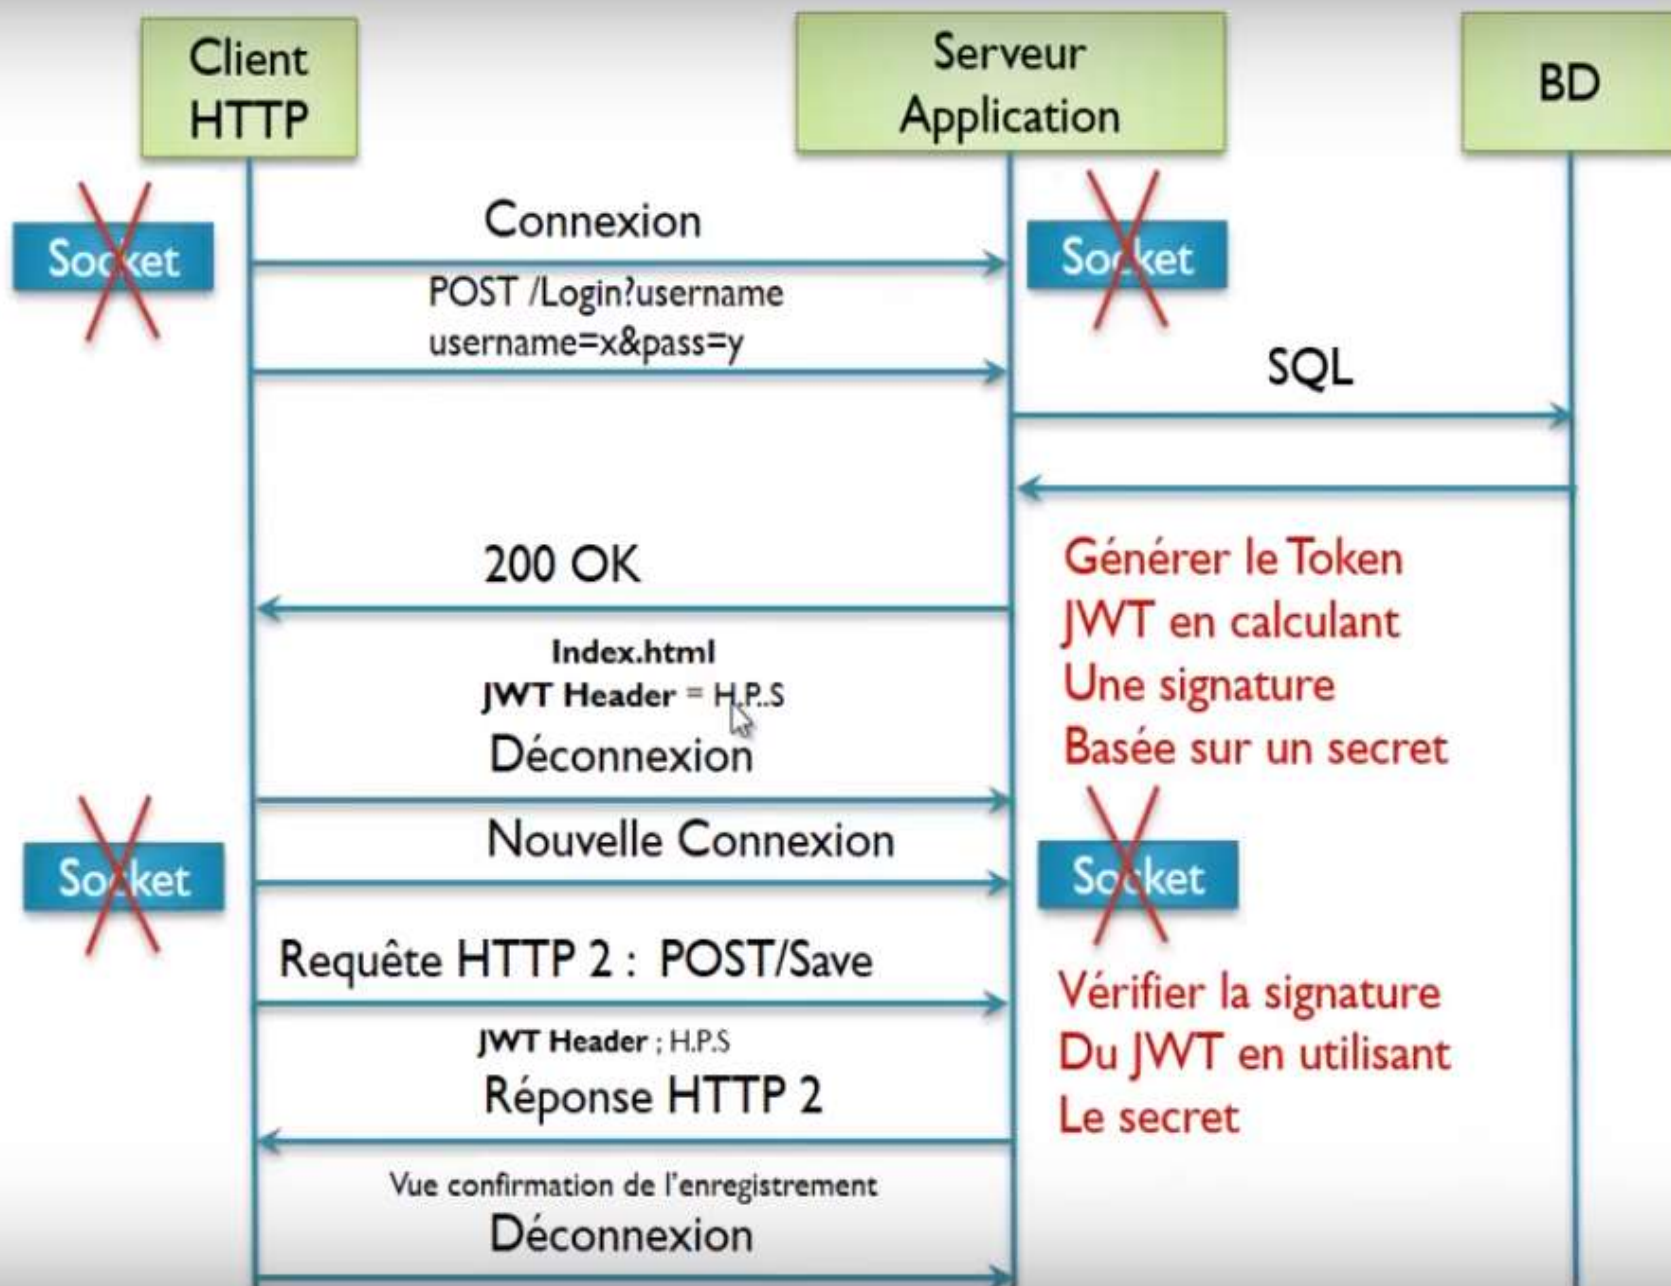 Client
HTTP
Serveur
Application
BD
Connexion
Socket
Socket
POST /Login?username
username=x&pass=y
SQL
200 OK
Générer le Token
JWT en calculant
Une signature
Basée sur un secret
Index.html
JWT Header = H.P..S
Déconnexion
Nouvelle Connexion
Socket
Socket
Requête HTTP 2 : POST/Save
Vérifier la signature
Du JWT en utilisant
Le secret
JWT Header ; H.P.S
Réponse HTTP 2
Vue confirmation de l'enregistrement
Déconnexion